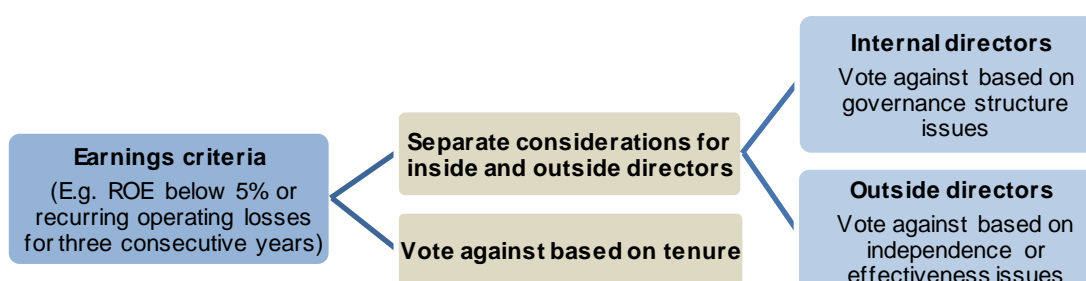 Earnings criteria
(E.g. ROE below 5% or
recurring operating losses
for three consecutive years)
Separate considerations for
inside and outside directors
Vote against based on tenure
Internal directors
Vote against based on
governance structure
issues
Outside directors
Vote against based on
independence or
effectiveness issues